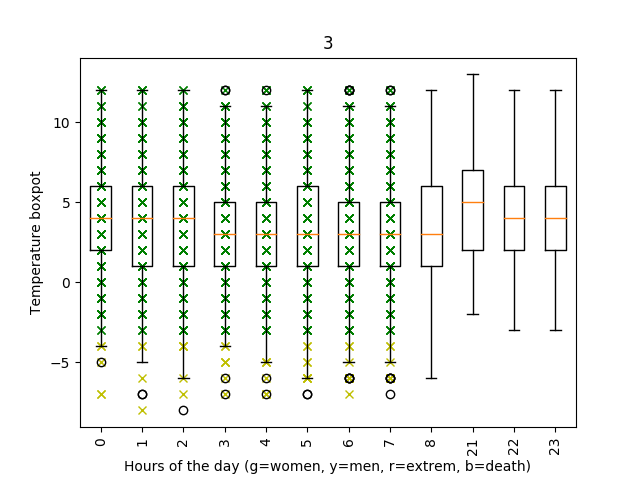 3
Temperature boxpot
10
5
0
−5
0 1 2 3 4 5 6 7 8 21 22 23
Hours of the day (g=women, y=men, r=extrem, b=death)